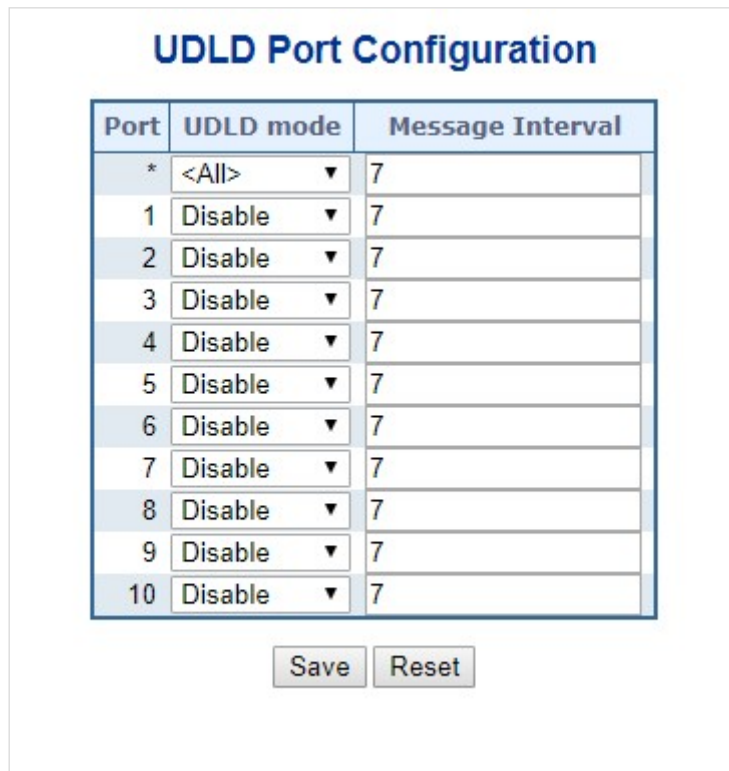 UDLD Port Configuration
Port UDLD mode Message Interval
* <All> 7
1 Disable 7
2 Disable 7
3 Disable 7
4 Disable 7
5 Disable 7
6 Disable 7
7 Disable 7
8 Disable 7
9 Disable 7
10 Disable 7
Save Reset